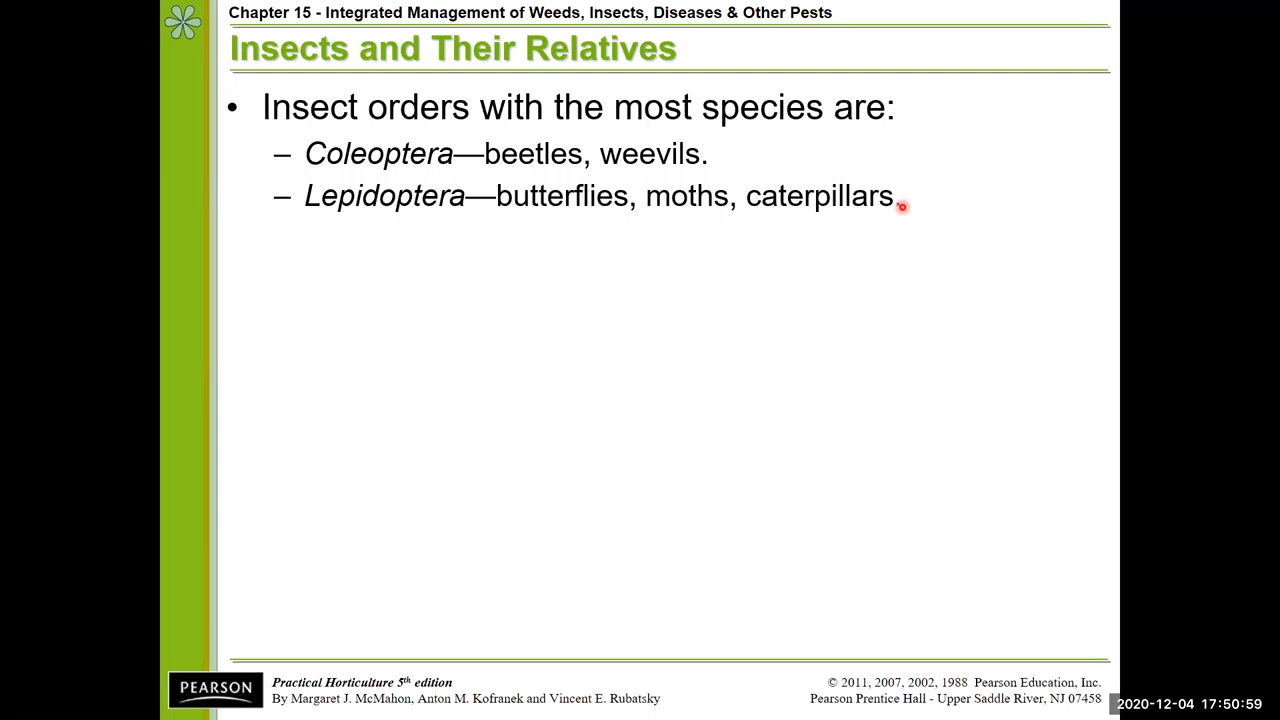 Chapter 15 - Integrated Management of Weeds, Insects, Diseases & Other Pests
Insects and Their Relatives
• Insect orders with the most species are:
– Coleoptera—beetles, weevils.
– Lepidoptera—butterflies, moths, caterpillars.
PEARSON
Practical Horticulture 5th edition
By Margaret J. McMahon, Anton M. Kofranek and Vincent E. Rubatsky
© 2011, 2007, 2002, 1988 Pearson Education, Inc.
Pearson Prentice Hall - Upper Saddle River, NJ 07458
2020-12-04 17:50:59